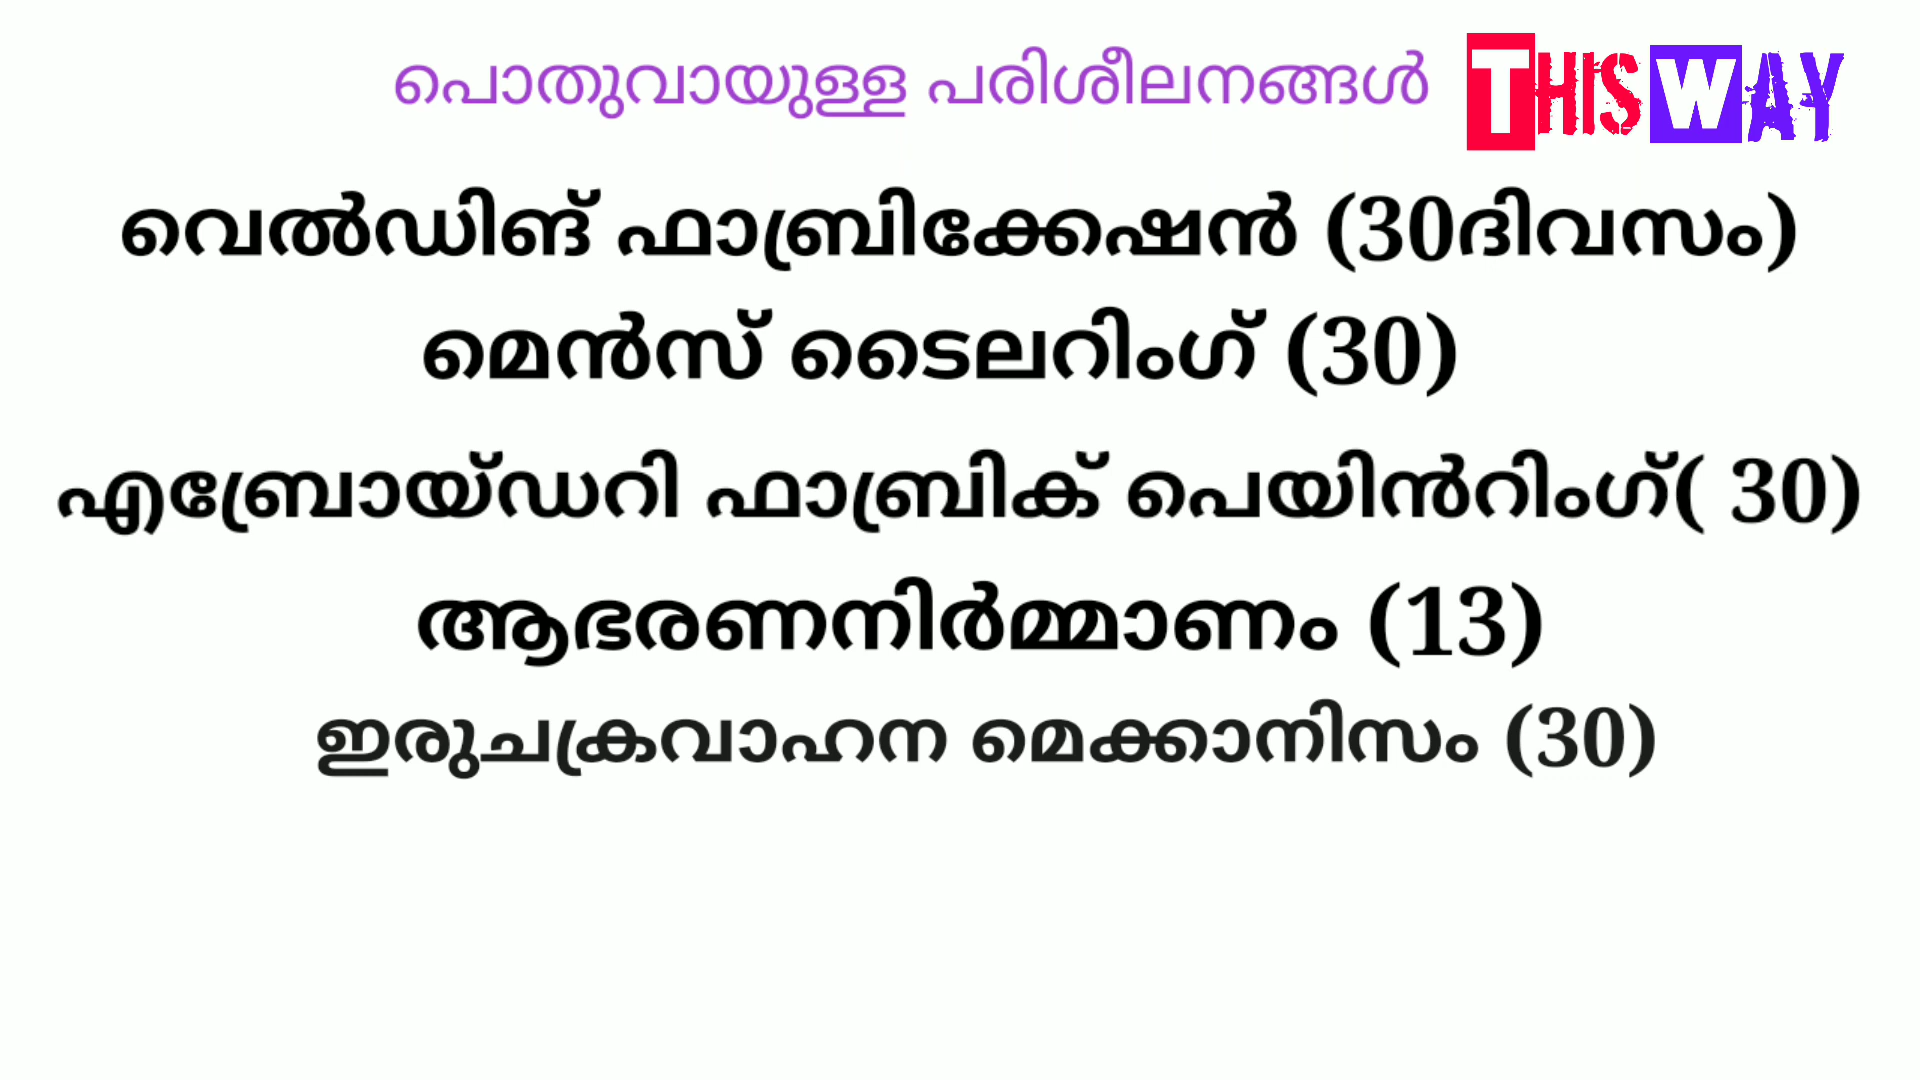 പൊതുവായുള്ള പരിശീലനങ്ങൾ THIS WAY
വെൽഡിങ് ഫാബ്രിക്കേഷൻ (30ദിവസം)
മെൻസ് ടൈലറിംഗ് (30)
എബ്രോയ്ഡറി ഫാബ്രിക് പെയിൻറിംഗ്( 30)
ആഭരണനിർമ്മാണം (13)
ഇരുചക്രവാഹന മെക്കാനിസം (30)